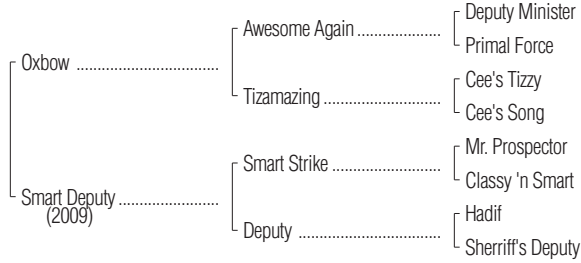 Deputy Minister
Awesome Again ..................
Primal Force
Oxbow ................................
Cee's Tizzy
Tizamazing ..........................
Cee's Song
Mr. Prospector
Smart Strike ........................
Classy 'n Smart
Smart Deputy ......................
(2009)
Hadif
Deputy ................................
Sherriff's Deputy